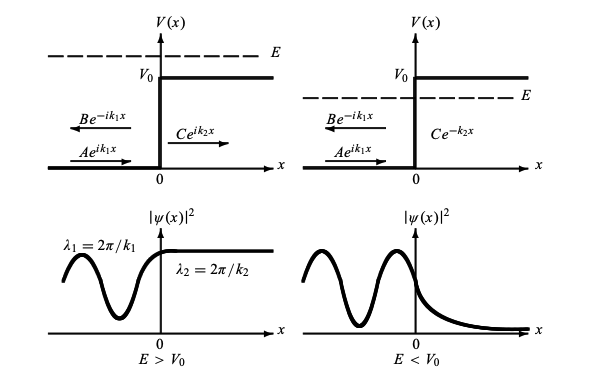 V(x)
E
V₀
Be^{-ik₁x}
Ce^{ik₂x}
Ae^{ik₁x}
x
0
V(x)
V₀
E
Be^{-ik₁x}
Ce^{-k₂x}
Ae^{ik₁x}
x
0
|ψ(x)|²
λ₁ = 2π/k₁
λ₂ = 2π/k₂
x
0
E > V₀
|ψ(x)|²
x
0
E < V₀